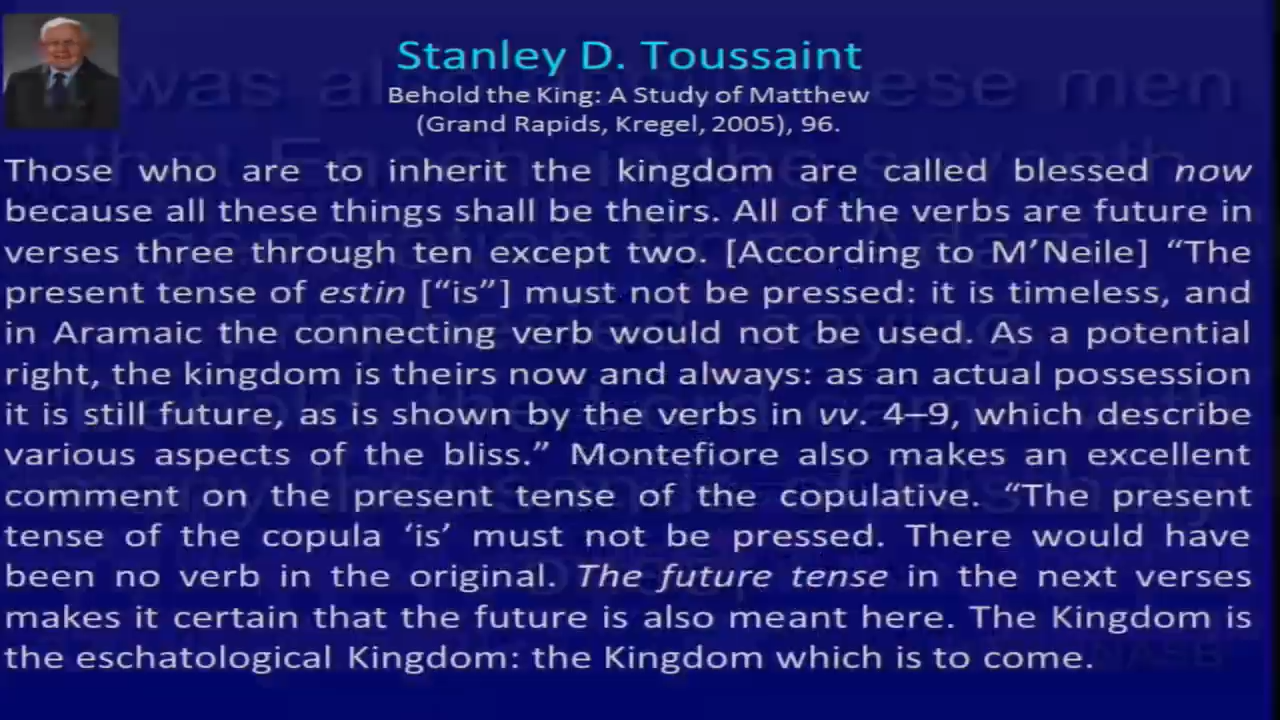 Stanley D. Toussaint
Behold the King: A Study of Matthew
(Grand Rapids, Kregel, 2005), 96.
Those who are to inherit the kingdom are called blessed now
because all these things shall be theirs. All of the verbs are future in
verses three through ten except two. [According to M’Neile] “The
present tense of estin [“is”] must not be pressed: it is timeless, and
in Aramaic the connecting verb would not be used. As a potential
right, the kingdom is theirs now and always: as an actual possession
it is still future, as is shown by the verbs in vv. 4–9, which describe
various aspects of the bliss.” Montefiore also makes an excellent
comment on the present tense of the copulative. “The present
tense of the copula ‘is’ must not be pressed. There would have
been no verb in the original. The future tense in the next verses
makes it certain that the future is also meant here. The Kingdom is
the eschatological Kingdom: the Kingdom which is to come.